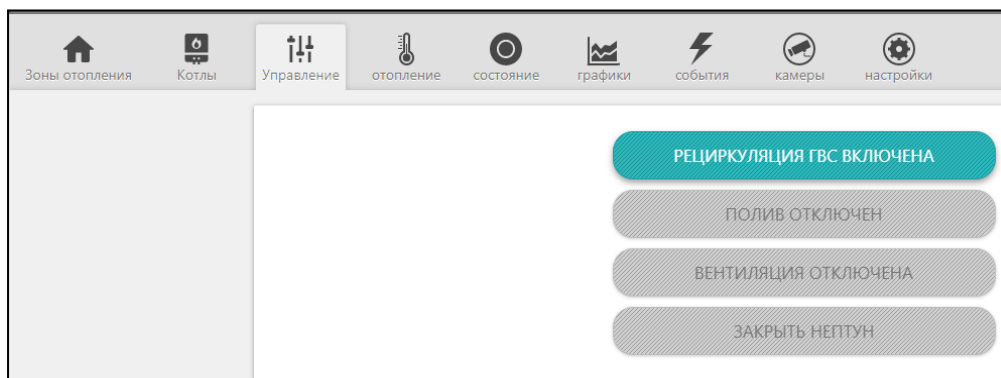 Зоны отопления Котлы Управление отопление состояние графики события камеры настройки
РЕЦИРКУЛЯЦИЯ ГВС ВКЛЮЧЕНА
ПОЛИВ ОТКЛЮЧЕН
ВЕНТИЛЯЦИЯ ОТКЛЮЧЕНА
ЗАКРЫТЬ НЕПТУН